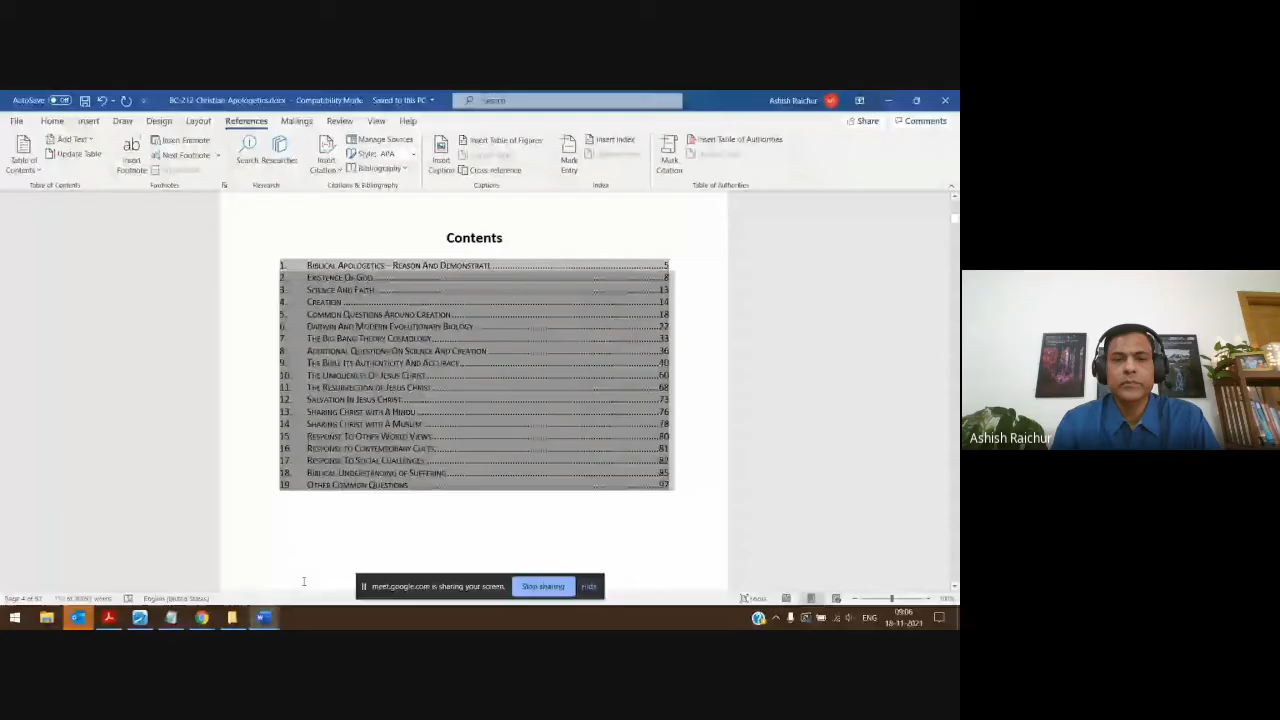 AutoSave Off BC-212 Christian Apologetics.docx - Compatibility Mode Saved to this PC Search Ashish Raichur
File Home Insert Draw Design Layout References Mailings Review View Help Share Comments
Table of Contents Add Text Update Table Insert Footnote Insert Endnote Next Footnote Search Researcher Insert Citation Manage Sources Style: APA Bibliography Insert Caption Insert Table of Figures Cross-reference Mark Entry Insert Index Mark Citation Insert Table of Authorities
Table of Contents Footnotes Research Citations & Bibliography Captions Index Table of Authorities
Contents
1. Biblical Apologetics – Reason And Demonstrate 5
2. Existence Of God 8
3. Science And Faith 13
4. Creation 14
5. Common Questions Around Creation 18
6. Darwin And Modern Evolutionary Biology 22
7. The Big Bang Theory Cosmology 33
8. Additional Questions On Science And Creation 36
9. The Bible Its Authenticity And Accuracy 40
10. The Uniqueness Of Jesus Christ 60
11. The Resurrection of Jesus Christ 68
12. Salvation In Jesus Christ 73
13. Sharing Christ with A Hindu 76
14. Sharing Christ with A Muslim 78
15. Response To Other World Views 80
16. Response to Contemporary Cults 81
17. Response To Social Challenges 82
18. Biblical Understanding of Suffering 85
19. Other Common Questions 97
meet.google.com is sharing your screen. Stop sharing Hide
English (United States) Focus 100%
ENG 09:06
18-11-2021
Ashish Raichur